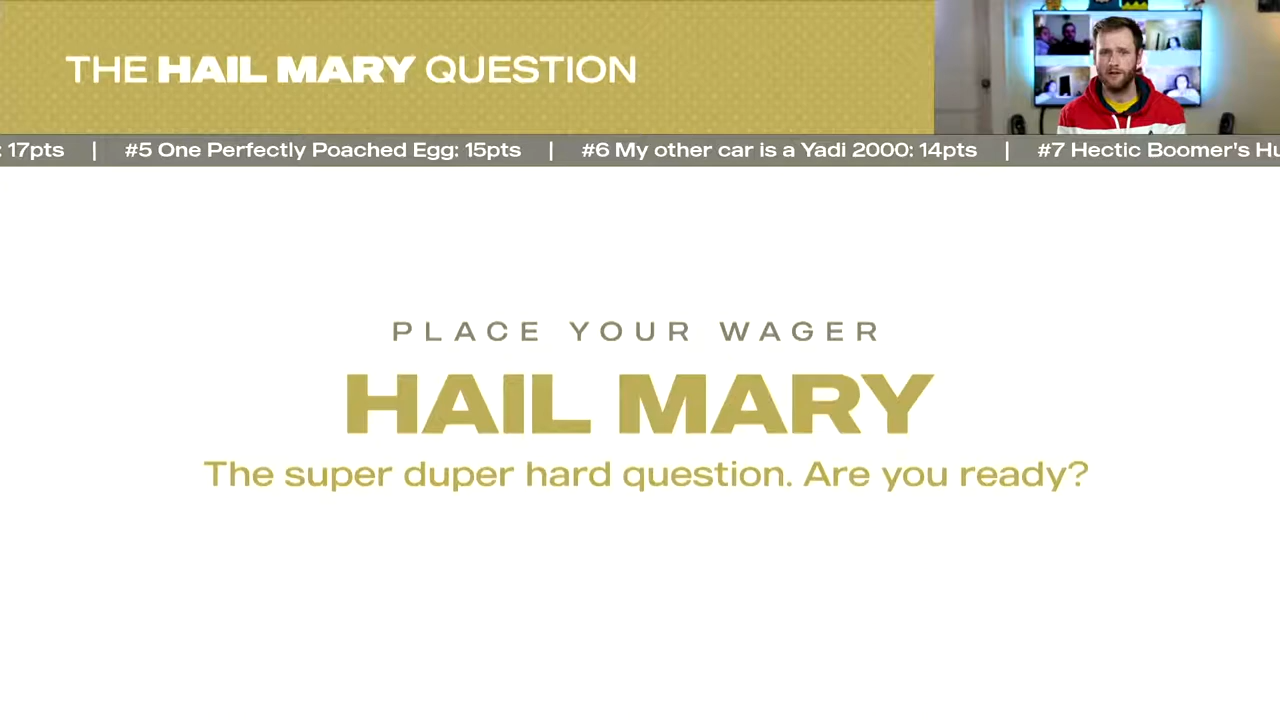 THE HAIL MARY QUESTION
: 17pts | #5 One Perfectly Poached Egg: 15pts | #6 My other car is a Yadi 2000: 14pts | #7 Hectic Boomer's Hu
PLACE YOUR WAGER
HAIL MARY
The super duper hard question. Are you ready?